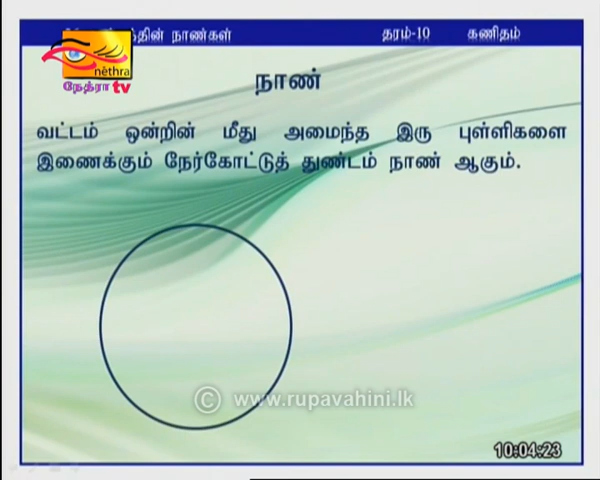 நாண்கள் தரம்-10 கணிதம்
nethra
நேத்ரா tv
நாண்
வட்டம் ஒன்றின் மீது அமைந்த இரு புள்ளிகளை
இணைக்கும் நேர்கோட்டுத் துண்டம் நாண் ஆகும்.
© www.rupavahini.lk
10:04:23